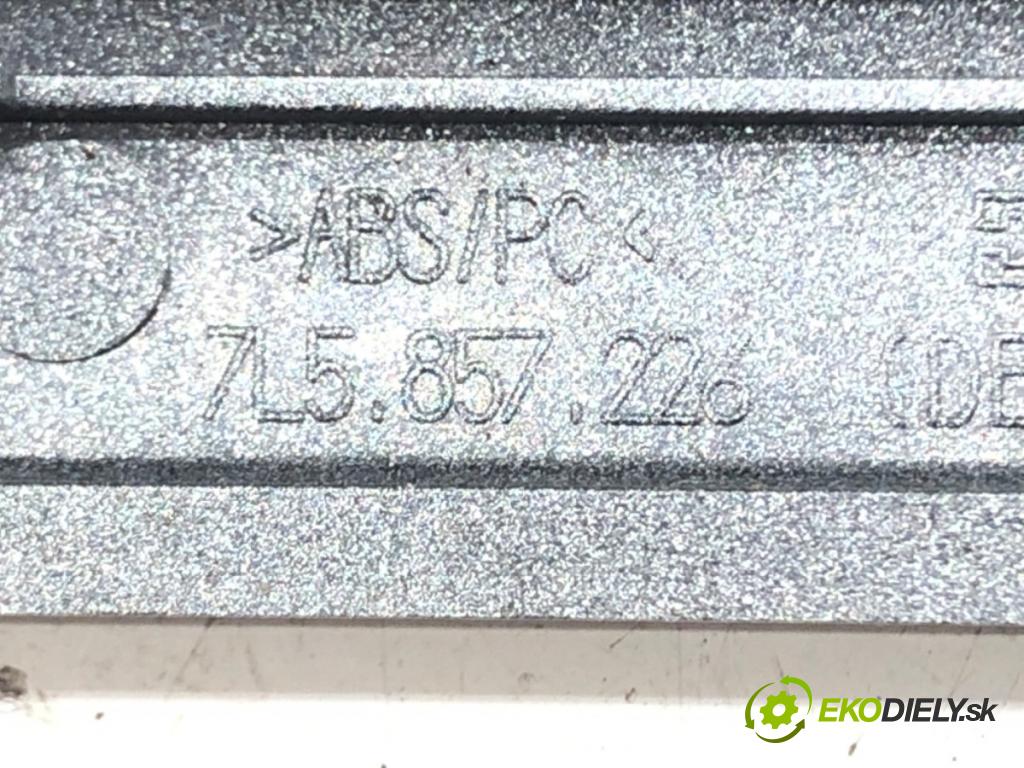 >ABS/PC<
7L5.857.226
EKODIELY.sk